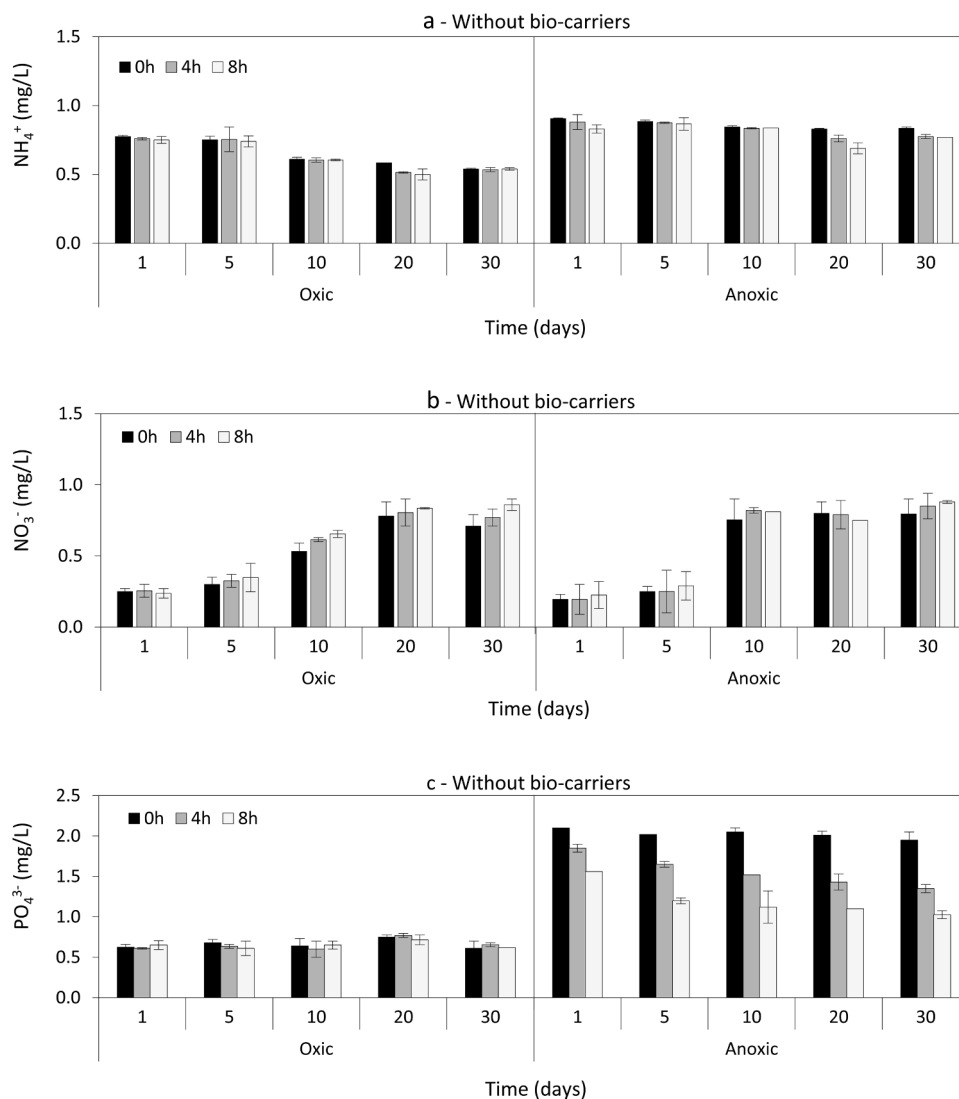 a - Without bio-carriers
NH₄⁺ (mg/L)
1.5
1.0
0.5
0.0
0h 4h 8h
1 5 10 20 30 1 5 10 20 30
Oxic Anoxic
Time (days)
b - Without bio-carriers
NO₃⁻ (mg/L)
1.5
1.0
0.5
0.0
0h 4h 8h
1 5 10 20 30 1 5 10 20 30
Oxic Anoxic
Time (days)
c - Without bio-carriers
PO₄³⁻ (mg/L)
2.5
2.0
1.5
1.0
0.5
0.0
0h 4h 8h
1 5 10 20 30 1 5 10 20 30
Oxic Anoxic
Time (days)